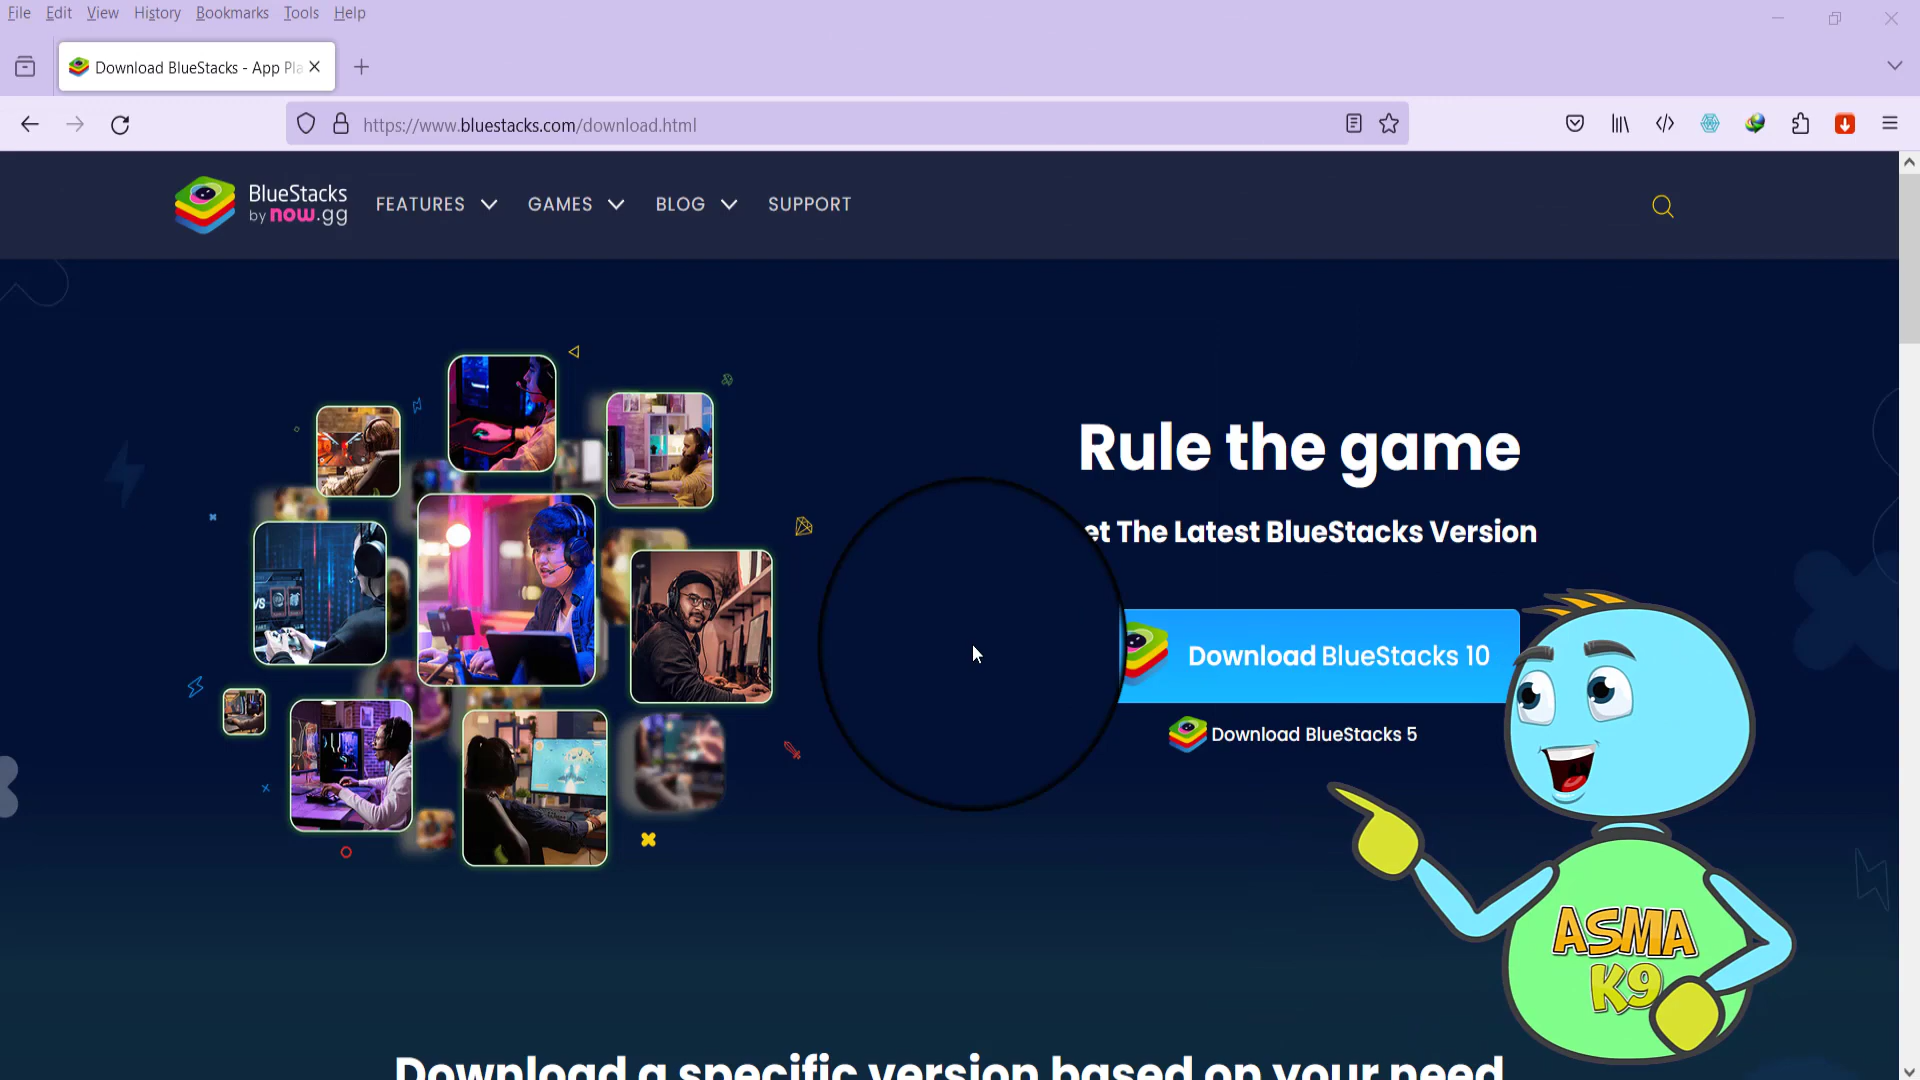 File Edit View History Bookmarks Tools Help
Download BlueStacks - App Pla
https://www.bluestacks.com/download.html
BlueStacks
by now.gg
FEATURES GAMES BLOG SUPPORT
Rule the game
et The Latest BlueStacks Version
Download BlueStacks 10
Download BlueStacks 5
VS
ASMA
K9
Download a specific version based on your need